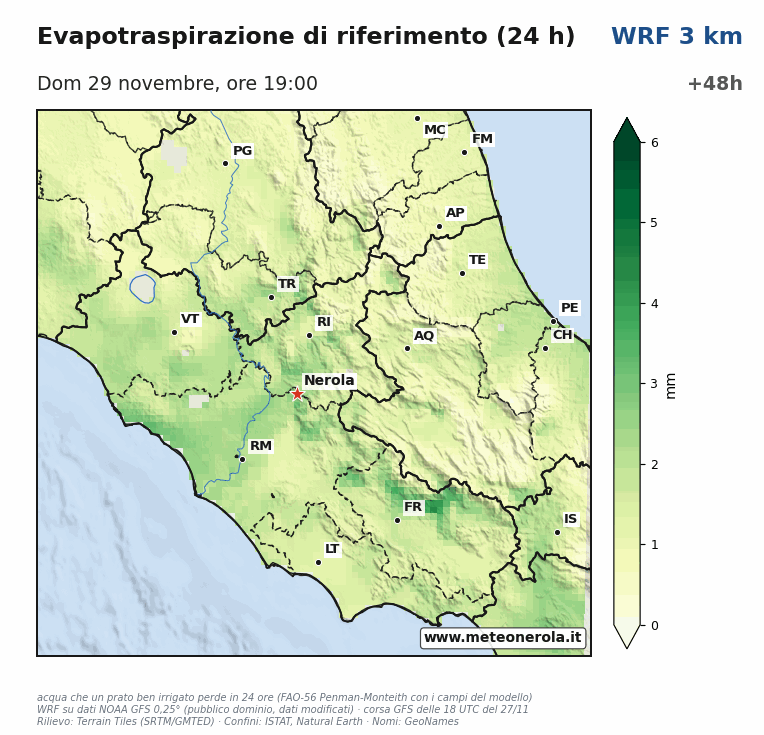 Evapotraspirazione di riferimento (24 h) WRF 3 km
Dom 29 novembre, ore 19:00 +48h
MC
FM
PG
AP
TE
TR
PE
VT
RI
CH
AQ
Nerola
RM
FR
IS
LT
www.meteonerola.it
6
5
4
3
2
1
0
mm
acqua che un prato ben irrigato perde in 24 ore (FAO-56 Penman-Monteith con i campi del modello)
WRF su dati NOAA GFS 0,25° (pubblico dominio, dati modificati) · corsa GFS delle 18 UTC del 27/11
Rilievo: Terrain Tiles (SRTM/GMTED) · Confini: ISTAT, Natural Earth · Nomi: GeoNames